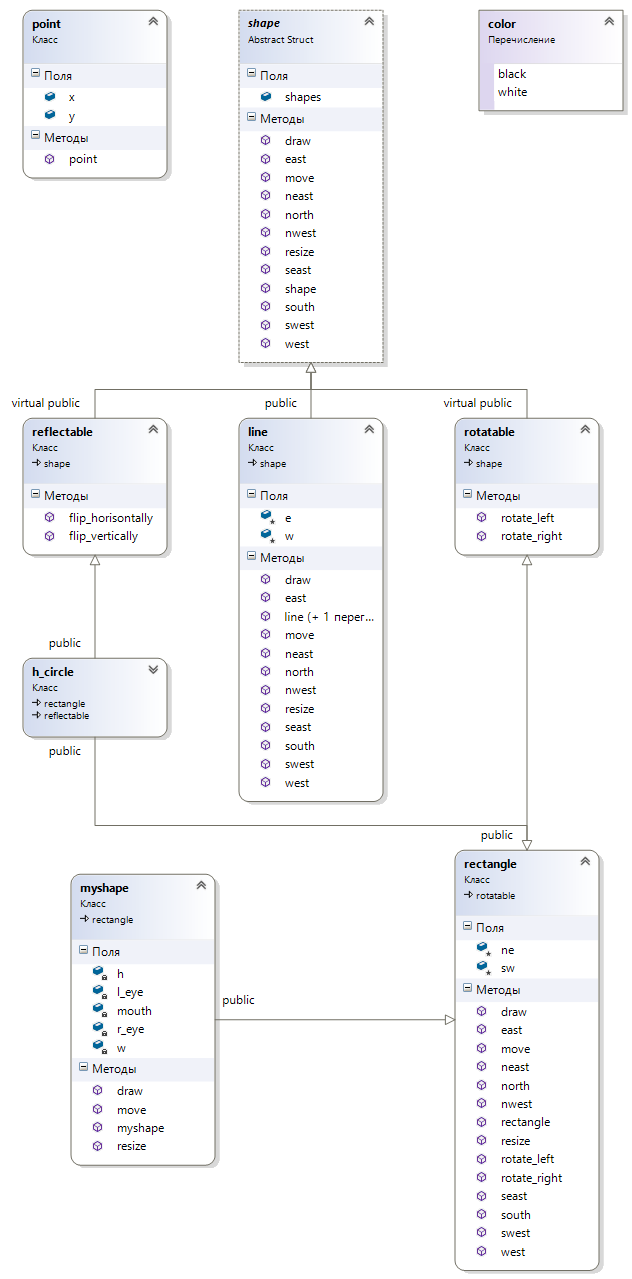 point
Класс
Поля
x
y
Методы
point
shape
Abstract Struct
Поля
shapes
Методы
draw
east
move
neast
north
nwest
resize
seast
shape
south
swest
west
color
Перечисление
black
white
virtual public
public
virtual public
reflectable
Класс
shape
Методы
flip_horisontally
flip_vertically
line
Класс
shape
Поля
e
w
Методы
draw
east
line (+ 1 перег...
move
neast
north
nwest
resize
seast
south
swest
west
rotatable
Класс
shape
Методы
rotate_left
rotate_right
public
h_circle
Класс
rectangle
reflectable
public
public
myshape
Класс
rectangle
Поля
h
l_eye
mouth
r_eye
w
Методы
draw
move
myshape
resize
public
rectangle
Класс
rotatable
Поля
ne
sw
Методы
draw
east
move
neast
north
nwest
rectangle
resize
rotate_left
rotate_right
seast
south
swest
west